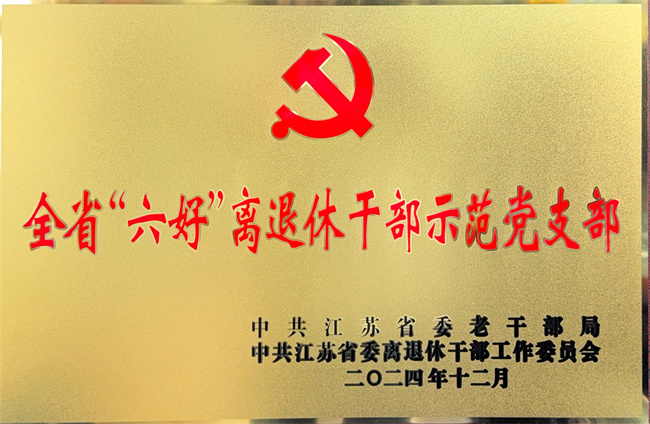 全省“六好”离退休干部示范党支部
中共江苏省委老干部局
中共江苏省委离退休干部工作委员会
二〇二四年十二月